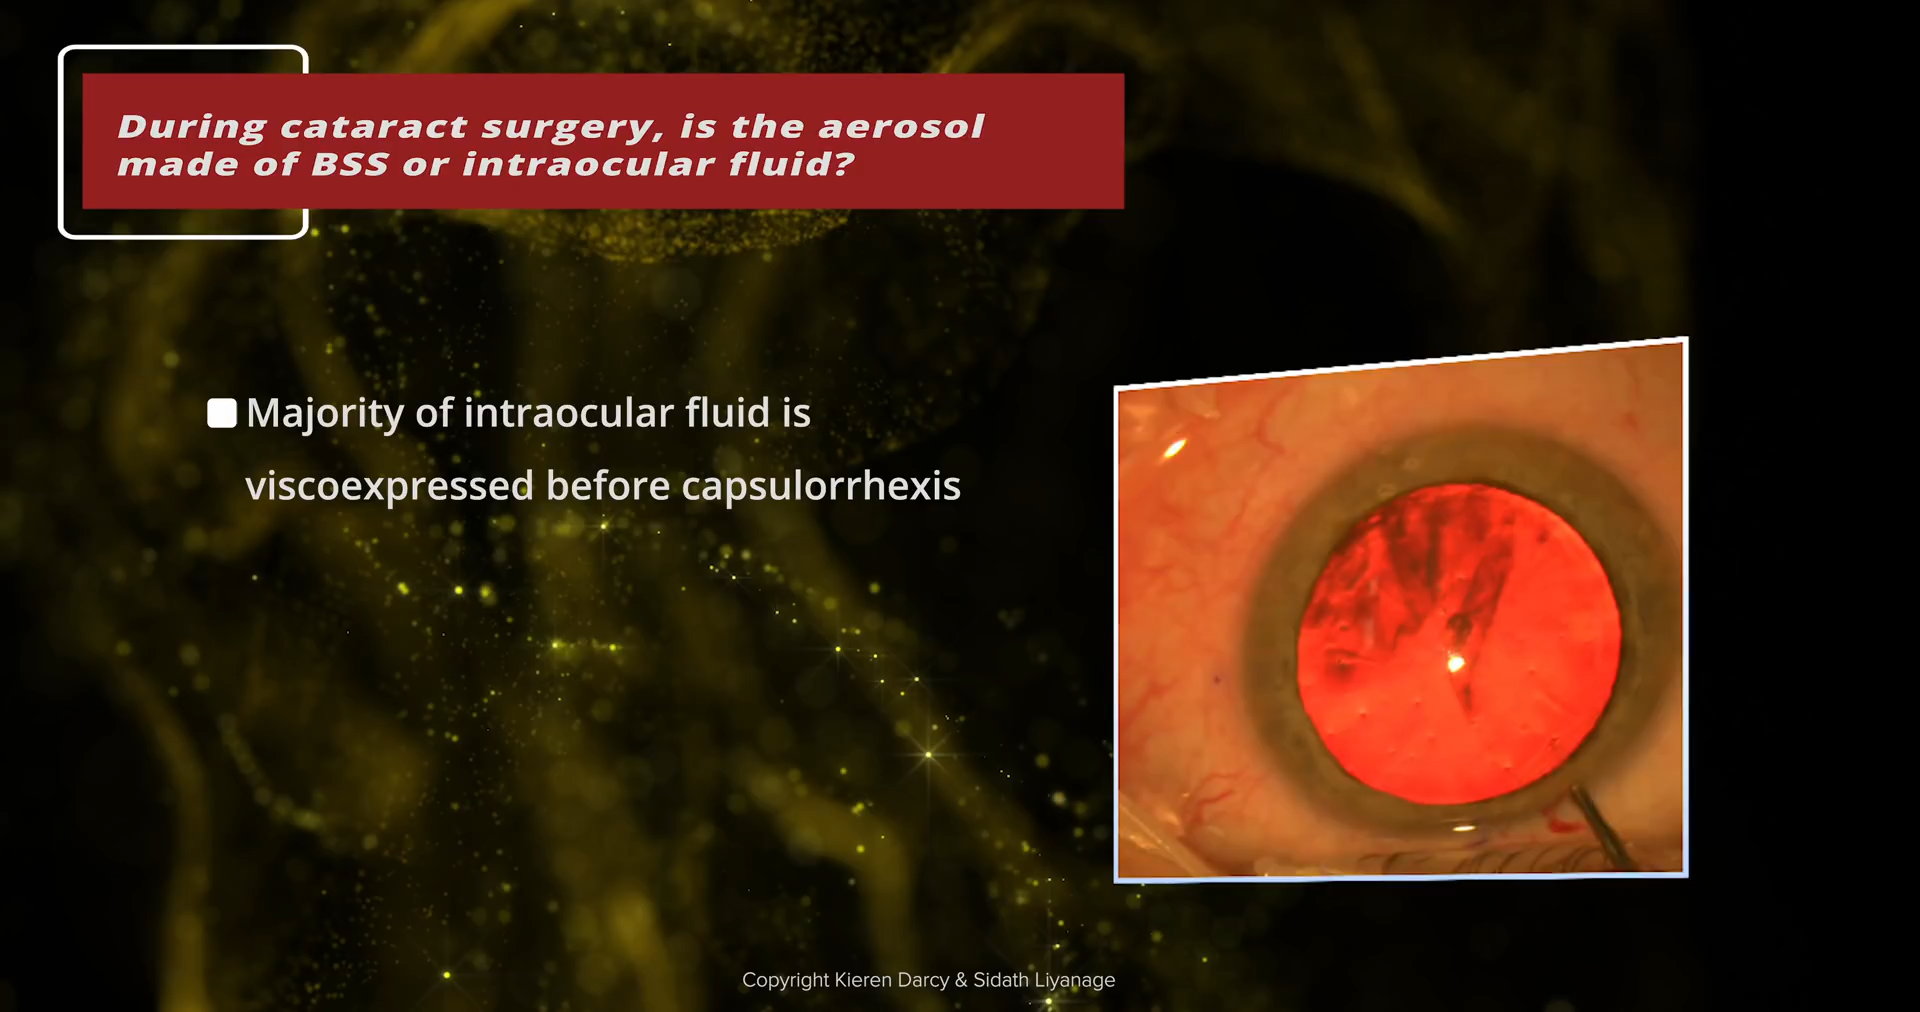 During cataract surgery, is the aerosol
made of BSS or intraocular fluid?
Majority of intraocular fluid is
viscoexpressed before capsulorrhexis
Copyright Kieren Darcy & Sidath Liyanage